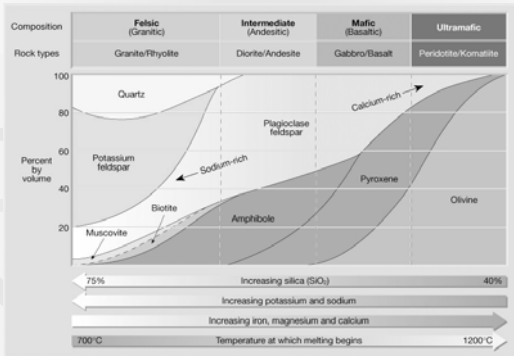 Composition
Felsic
(Granitic)
Intermediate
(Andesitic)
Mafic
(Basaltic)
Ultramafic
Rock types
Granite/Rhyolite
Diorite/Andesite
Gabbro/Basalt
Peridotite/Komatiite
Percent
by
volume
100
80
60
40
20
Quartz
Potassium
feldspar
Muscovite
Biotite
Sodium-rich
Plagioclase
feldspar
Calcium-rich
Amphibole
Pyroxene
Olivine
75% Increasing silica (SiO₂) 40%
Increasing potassium and sodium
Increasing iron, magnesium and calcium
700°C Temperature at which melting begins 1200°C